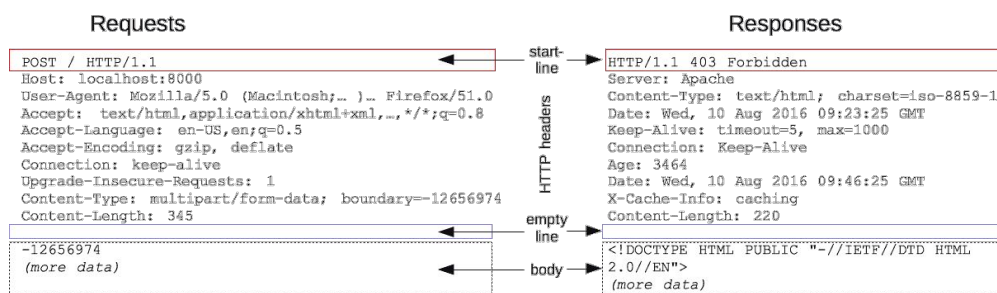 Requests
Responses
POST / HTTP/1.1
Host: localhost:8000
User-Agent: Mozilla/5.0 (Macintosh;… )… Firefox/51.0
Accept: text/html,application/xhtml+xml,…,*/*;q=0.8
Accept-Language: en-US,en;q=0.5
Accept-Encoding: gzip, deflate
Connection: keep-alive
Upgrade-Insecure-Requests: 1
Content-Type: multipart/form-data; boundary=-12656974
Content-Length: 345
-12656974
(more data)
start-
line
HTTP headers
empty
line
body
HTTP/1.1 403 Forbidden
Server: Apache
Content-Type: text/html; charset=iso-8859-1
Date: Wed, 10 Aug 2016 09:23:25 GMT
Keep-Alive: timeout=5, max=1000
Connection: Keep-Alive
Age: 3464
Date: Wed, 10 Aug 2016 09:46:25 GMT
X-Cache-Info: caching
Content-Length: 220
<!DOCTYPE HTML PUBLIC "-//IETF//DTD HTML
2.0//EN">
(more data)